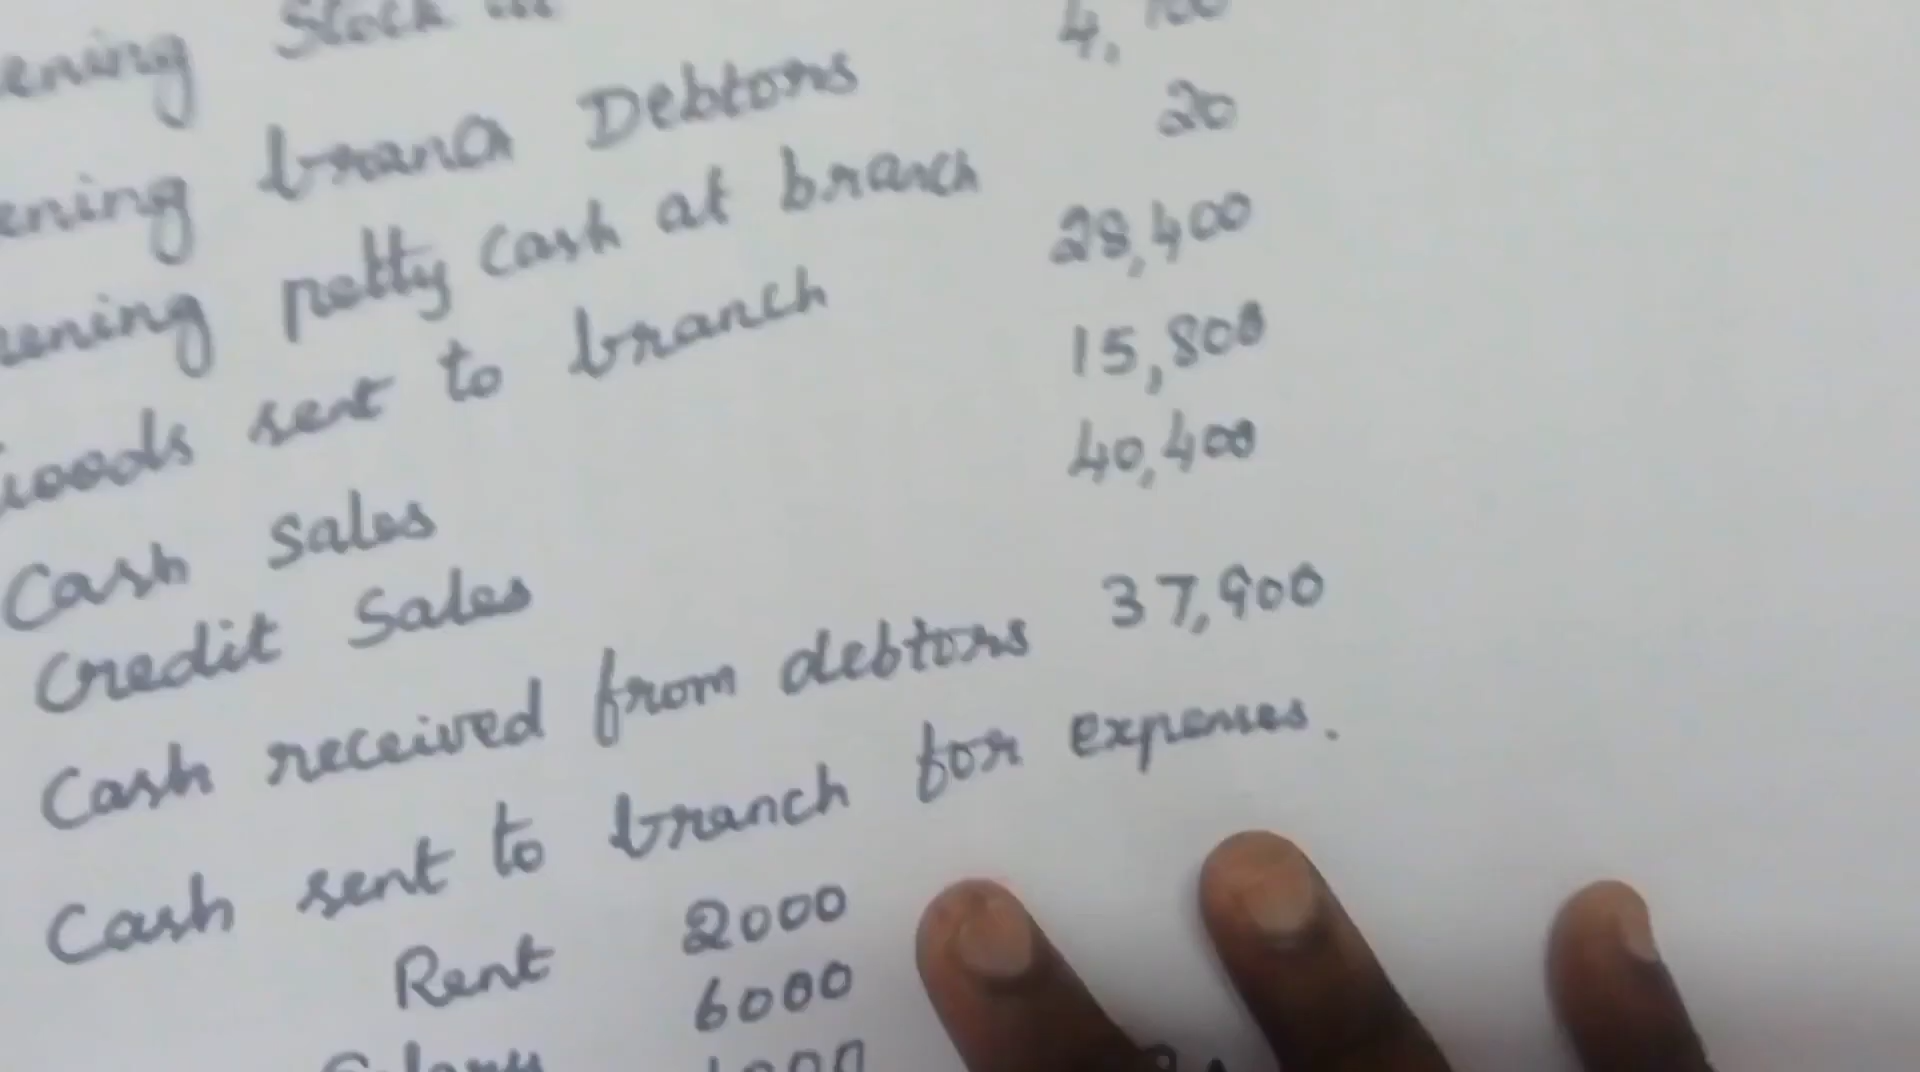 ening Stock
ening branch Debtors 4,
ening petty cash at branch 20
Goods sent to branch 28,400
Cash sales 15,800
Credit Sales 40,400
Cash received from debtors 37,900
Cash sent to branch for expenses.
Rent 2000
6000